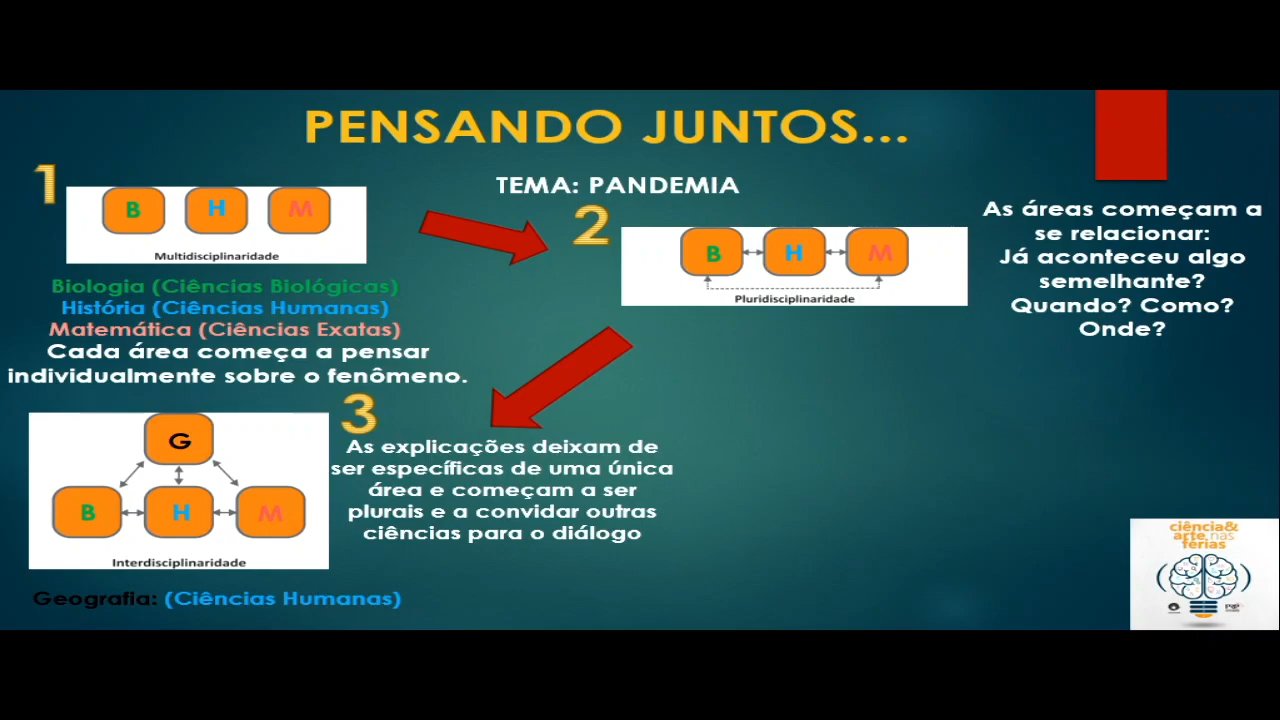 PENSANDO JUNTOS...
TEMA: PANDEMIA
1
B H M
Multidisciplinaridade
Biologia (Ciências Biológicas)
História (Ciências Humanas)
Matemática (Ciências Exatas)
Cada área começa a pensar
individualmente sobre o fenômeno.
2
B H M
Pluridisciplinaridade
As áreas começam a
se relacionar:
Já aconteceu algo
semelhante?
Quando? Como?
Onde?
3
G
B H M
Interdisciplinaridade
As explicações deixam de
ser específicas de uma única
área e começam a ser
plurais e a convidar outras
ciências para o diálogo
Geografia: (Ciências Humanas)
ciência&
arte nas
férias